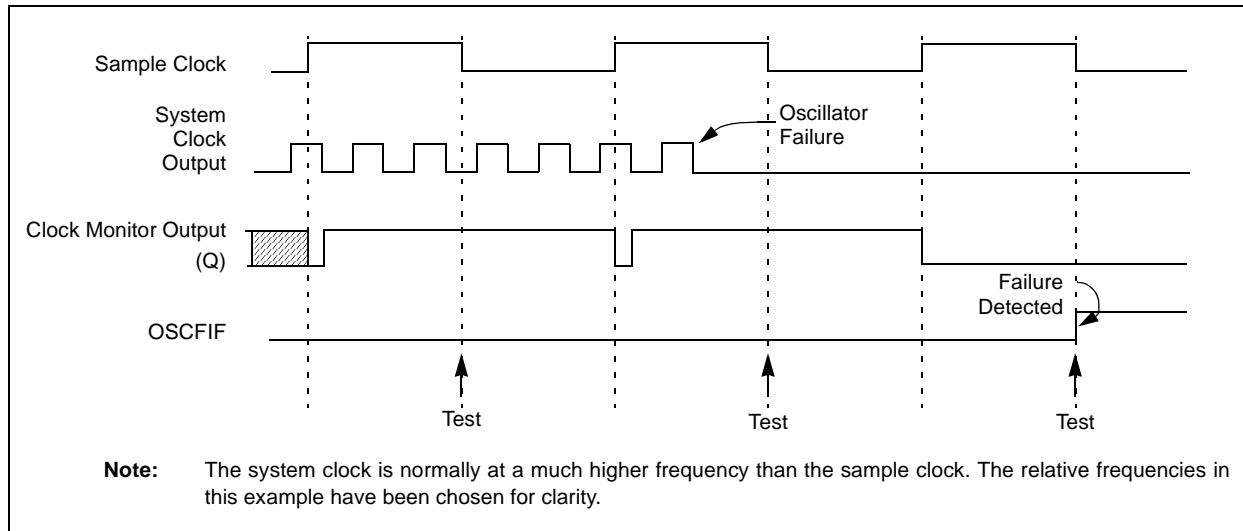 Sample Clock
System
Clock
Output
Oscillator
Failure
Clock Monitor Output
(Q)
Failure
Detected
OSCFIF
Test
Test
Test
Note: The system clock is normally at a much higher frequency than the sample clock. The relative frequencies in
this example have been chosen for clarity.